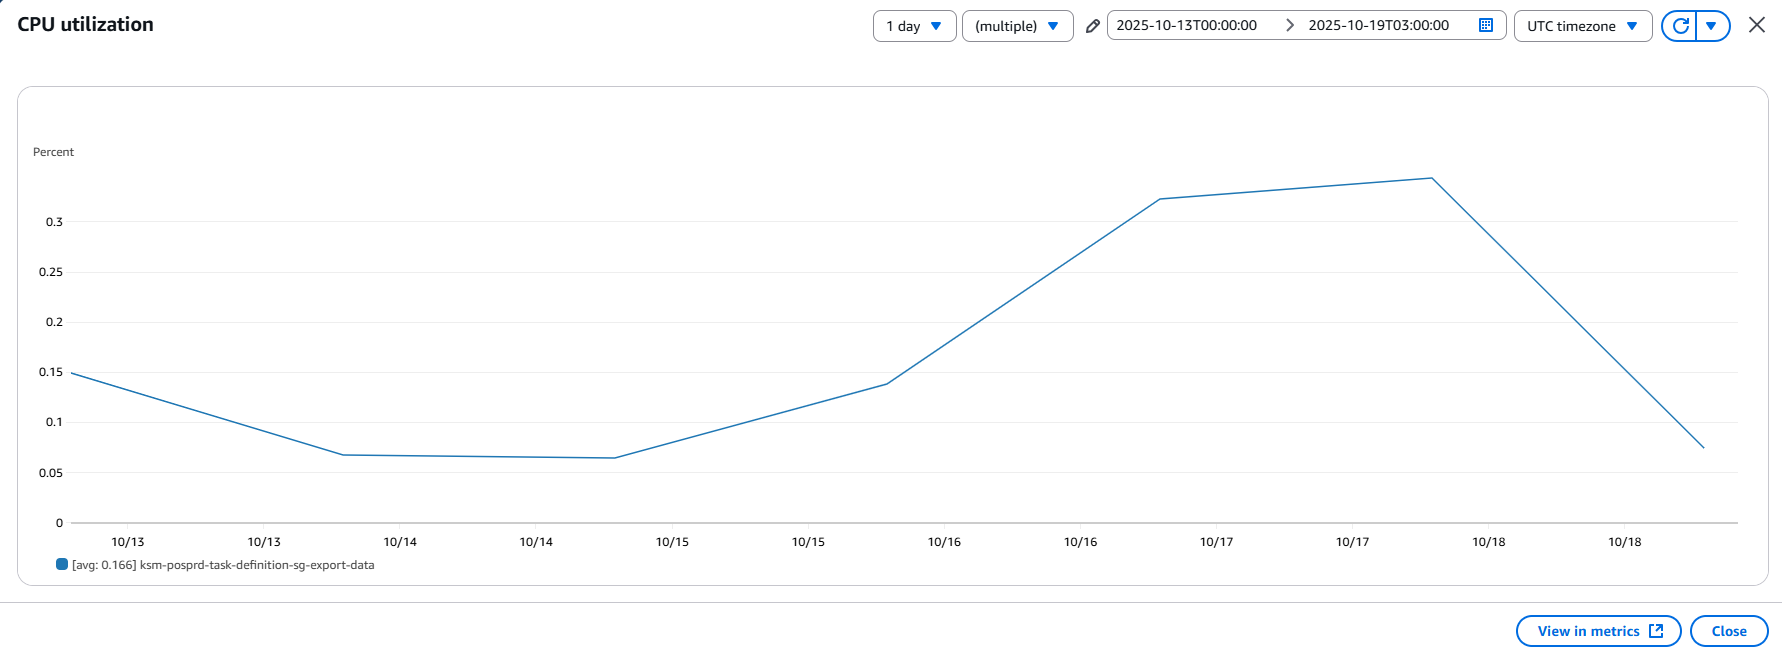 CPU utilization
1 day
(multiple)
2025-10-13T00:00:00
2025-10-19T03:00:00
UTC timezone
Percent
0.3
0.25
0.2
0.15
0.1
0.05
0
10/13 10/13 10/14 10/14 10/15 10/15 10/16 10/16 10/17 10/17 10/18 10/18
[avg: 0.166] ksm-posprd-task-definition-sg-export-data
View in metrics
Close